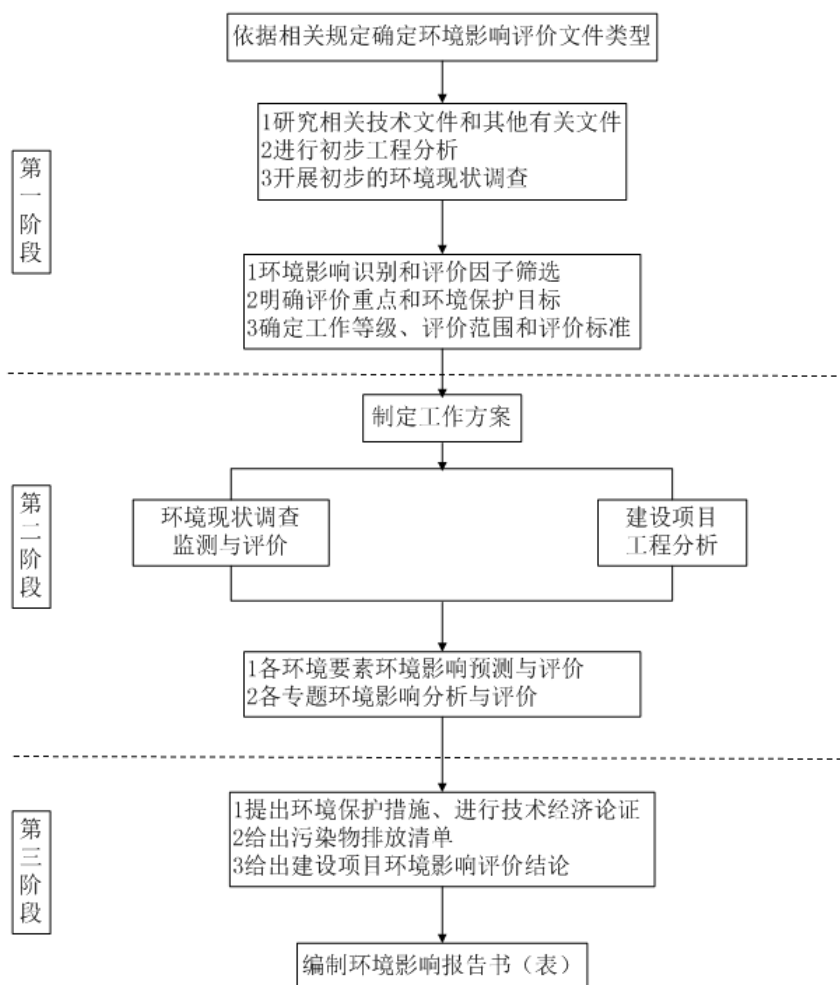 依据相关规定确定环境影响评价文件类型
第一阶段
1研究相关技术文件和其他有关文件
2进行初步工程分析
3开展初步的环境现状调查
1环境影响识别和评价因子筛选
2明确评价重点和环境保护目标
3确定工作等级、评价范围和评价标准
制定工作方案
第二阶段
环境现状调查
监测与评价
建设项目
工程分析
1各环境要素环境影响预测与评价
2各专题环境影响分析与评价
第三阶段
1提出环境保护措施、进行技术经济论证
2给出污染物排放清单
3给出建设项目环境影响评价结论
编制环境影响报告书（表）